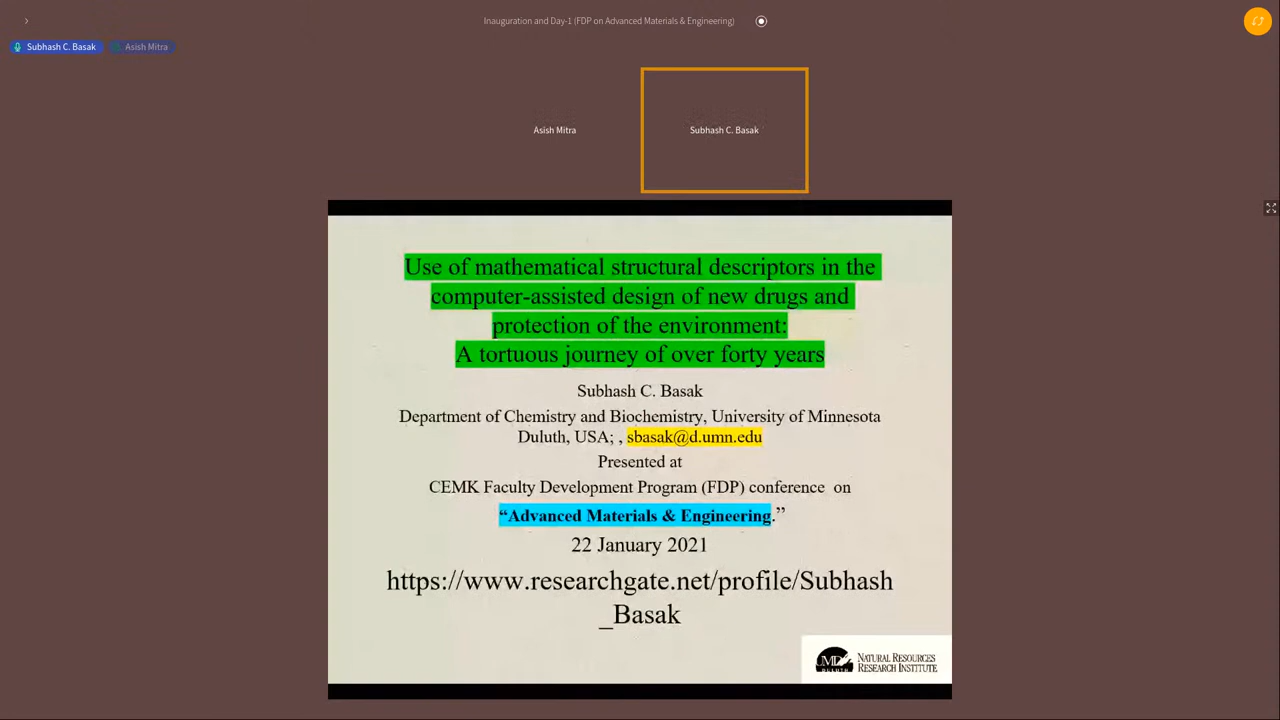 Inauguration and Day-1 (FDP on Advanced Materials & Engineering)
Subhash C. Basak
Asish Mitra
Asish Mitra
Subhash C. Basak
Use of mathematical structural descriptors in the
computer-assisted design of new drugs and
protection of the environment:
A tortuous journey of over forty years
Subhash C. Basak
Department of Chemistry and Biochemistry, University of Minnesota
Duluth, USA; , sbasak@d.umn.edu
Presented at
CEMK Faculty Development Program (FDP) conference on
“Advanced Materials & Engineering.”
22 January 2021
https://www.researchgate.net/profile/Subhash
_Basak
UMD
DULUTH
NATURAL RESOURCES
RESEARCH INSTITUTE